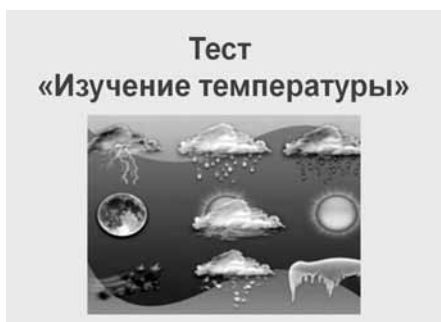 Тест
«Изучение температуры»